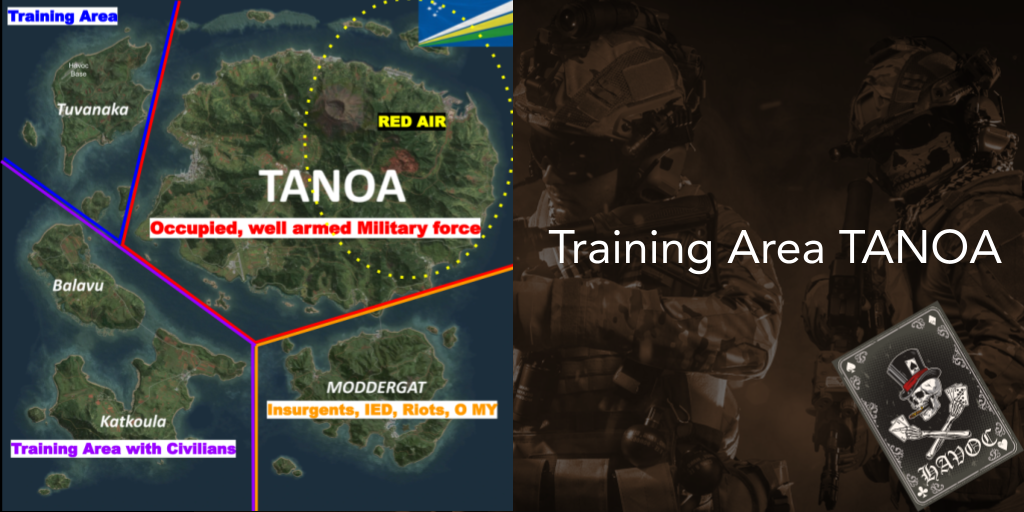 Training Area
Havoc
Base
Tuvanaka
RED AIR
TANOA
Occupied, well armed Military force
Balavu
MODDERGAT
Insurgents, IED, Riots, O MY
Katkoula
Training Area with Civilians
Training Area TANOA
HAVOC